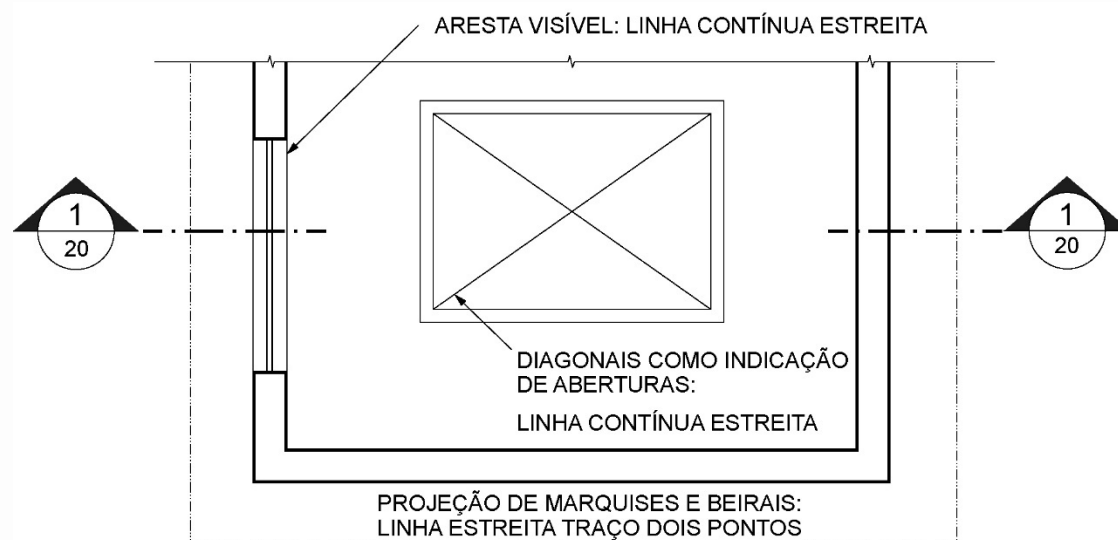 ARESTA VISÍVEL: LINHA CONTÍNUA ESTREITA
1
20
1
20
DIAGONAIS COMO INDICAÇÃO
DE ABERTURAS:
LINHA CONTÍNUA ESTREITA
PROJEÇÃO DE MARQUISES E BEIRAIS:
LINHA ESTREITA TRAÇO DOIS PONTOS